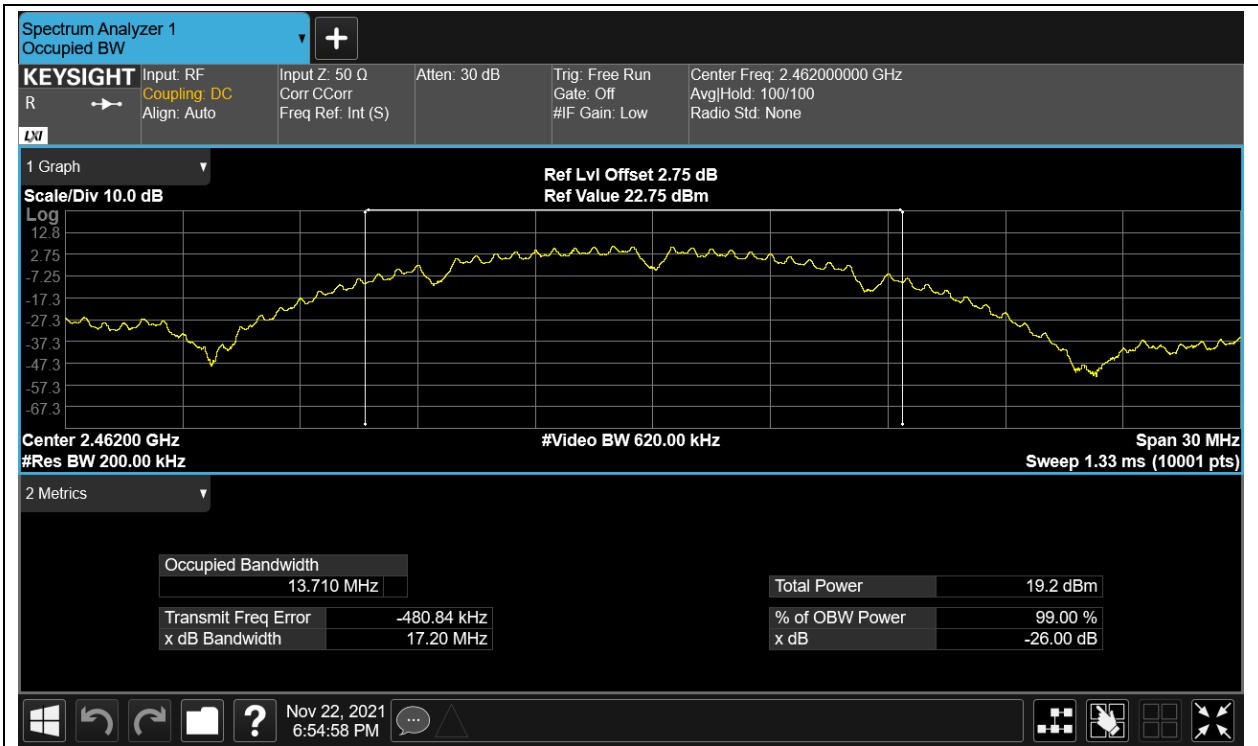 Spectrum Analyzer 1
Occupied BW
KEYSIGHT
R
LXI
Input: RF
Coupling: DC
Align: Auto
Input Z: 50 Ω
Corr CCorr
Freq Ref: Int (S)
Atten: 30 dB
Trig: Free Run
Gate: Off
#IF Gain: Low
Center Freq: 2.462000000 GHz
Avg|Hold: 100/100
Radio Std: None
1 Graph
Scale/Div 10.0 dB
Ref Lvl Offset 2.75 dB
Ref Value 22.75 dBm
Log
12.8
2.75
-7.25
-17.3
-27.3
-37.3
-47.3
-57.3
-67.3
Center 2.46200 GHz
#Video BW 620.00 kHz
Span 30 MHz
#Res BW 200.00 kHz
Sweep 1.33 ms (10001 pts)
2 Metrics
Occupied Bandwidth
13.710 MHz
Transmit Freq Error -480.84 kHz
x dB Bandwidth 17.20 MHz
Total Power 19.2 dBm
% of OBW Power 99.00 %
x dB -26.00 dB
?
Nov 22, 2021
6:54:58 PM